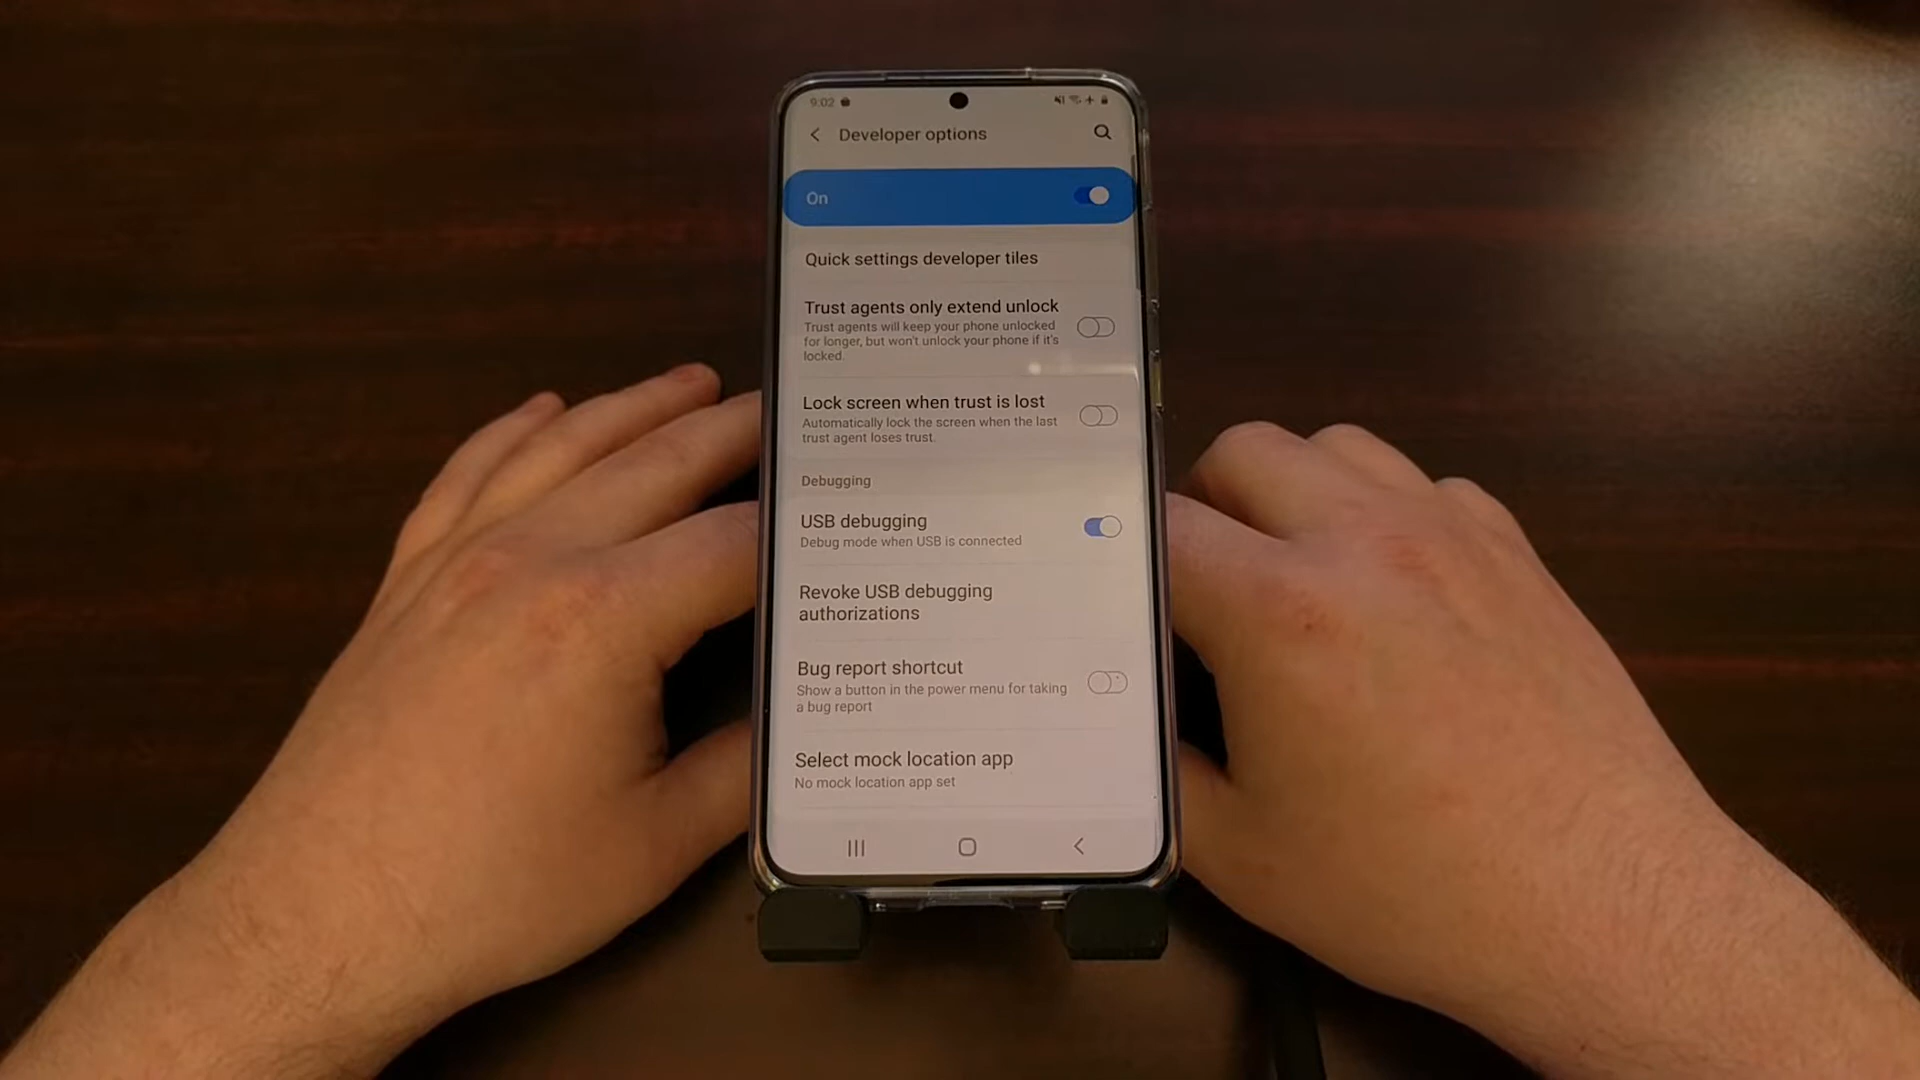 9:02
Developer options
On
Quick settings developer tiles
Trust agents only extend unlock
Trust agents will keep your phone unlocked
for longer, but won't unlock your phone if it's
locked.
Lock screen when trust is lost
Automatically lock the screen when the last
trust agent loses trust.
Debugging
USB debugging
Debug mode when USB is connected
Revoke USB debugging
authorizations
Bug report shortcut
Show a button in the power menu for taking
a bug report
Select mock location app
No mock location app set